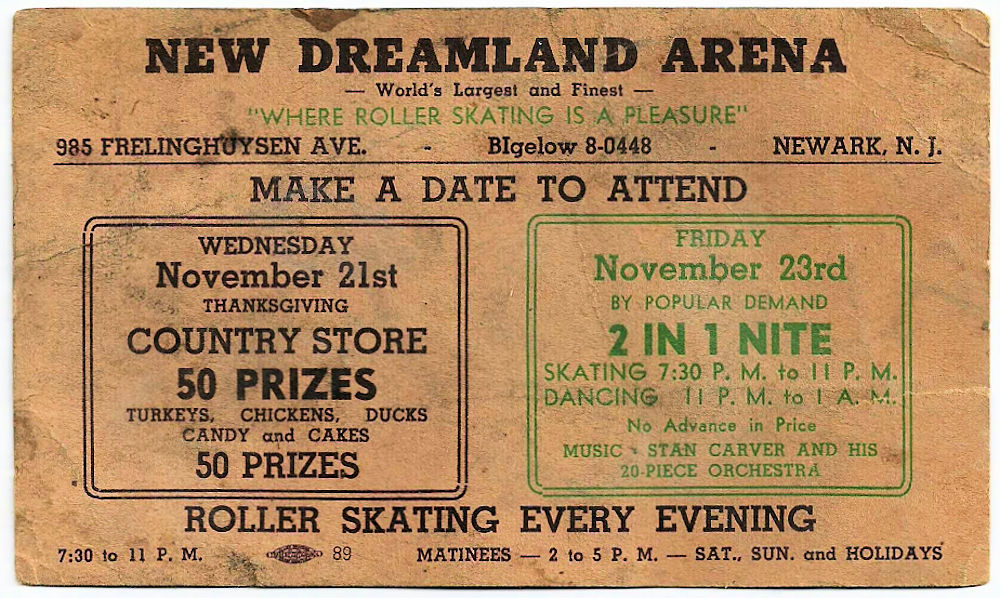 NEW DREAMLAND ARENA
— World's Largest and Finest —
"WHERE ROLLER SKATING IS A PLEASURE"
985 FRELINGHUYSEN AVE. - BIgelow 8-0448 - NEWARK, N. J.
MAKE A DATE TO ATTEND
WEDNESDAY
November 21st
THANKSGIVING
COUNTRY STORE
50 PRIZES
TURKEYS, CHICKENS, DUCKS
CANDY and CAKES
50 PRIZES
FRIDAY
November 23rd
BY POPULAR DEMAND
2 IN 1 NITE
SKATING 7:30 P. M. to 11 P. M.
DANCING 11 P. M. to 1 A. M.
No Advance in Price
MUSIC - STAN CARVER AND HIS
20-PIECE ORCHESTRA
ROLLER SKATING EVERY EVENING
7:30 to 11 P. M. 89 MATINEES — 2 to 5 P. M. — SAT., SUN. and HOLIDAYS